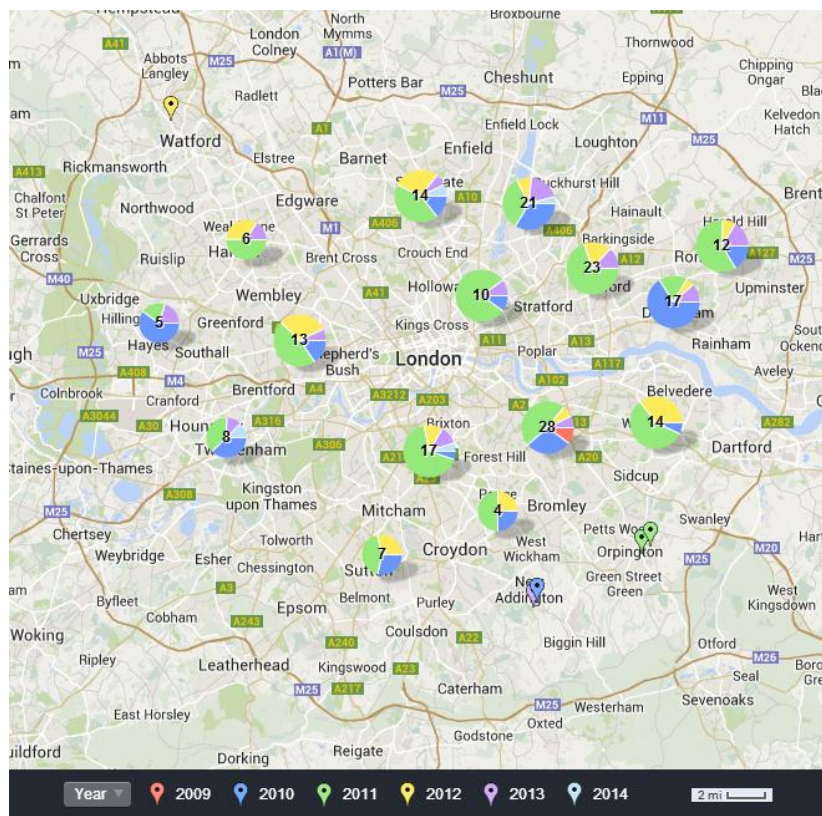 Hempstead
Broxbourne
North
Mymms
London
Colney
A41
Abbots
Langley
M25
A1(M)
Thornwood
Chipping
Ongar
Cheshunt
Epping
Potters Bar
M25
Radlett
M11
Kelvedon
Hatch
A1
Enfield Lock
Watford
Loughton
M25
Elstree
Barnet
Enfield
Rickmansworth
A413
Chalfont
St Peter
14
Buckhurst Hill
Edgware
A10
21
Northwood
Hainault
Brent
Harold Hill
M1
A406
A406
Barkingside
Gerrards
Cross
6
12
A127
Ruislip
Brent Cross
Crouch End
A12
M25
23
M40
Uxbridge
Wembley
A41
10
Upminster
Stratford
17
5
Greenford
Kings Cross
Hayes
Southall
13
Shepherd's
Bush
London
A11
Poplar
A13
Rainham
M25
A117
Aveley
A408
M4
A102
Colnbrook
Cranford
Brentford
A4
A3212
A203
Belvedere
A3044
A30
A316
Brixton
A2
28
14
A282
8
Twickenham
A306
17
Forest Hill
A20
Dartford
Staines-upon-Thames
Sidcup
A308
Kingston
upon Thames
Mitcham
4
Bromley
M25
Petts Wood
Swanley
Chertsey
Tolworth
Croydon
West
Wickham
Orpington
M20
Weybridge
Esher
Chessington
7
Sutton
M25
Green Street
Green
A3
Belmont
Purley
New
Addington
West
Kingsdown
Byfleet
Cobham
A243
Epsom
Woking
Coulsdon
A22
A240
Biggin Hill
Otford
Ripley
Leatherhead
Kingswood
A23
M26
Seal
M25
A217
Caterham
Sevenoaks
M25
Westerham
East Horsley
Oxted
Godstone
Guildford
Dorking
Reigate
Year 2009 2010 2011 2012 2013 2014 2 mi